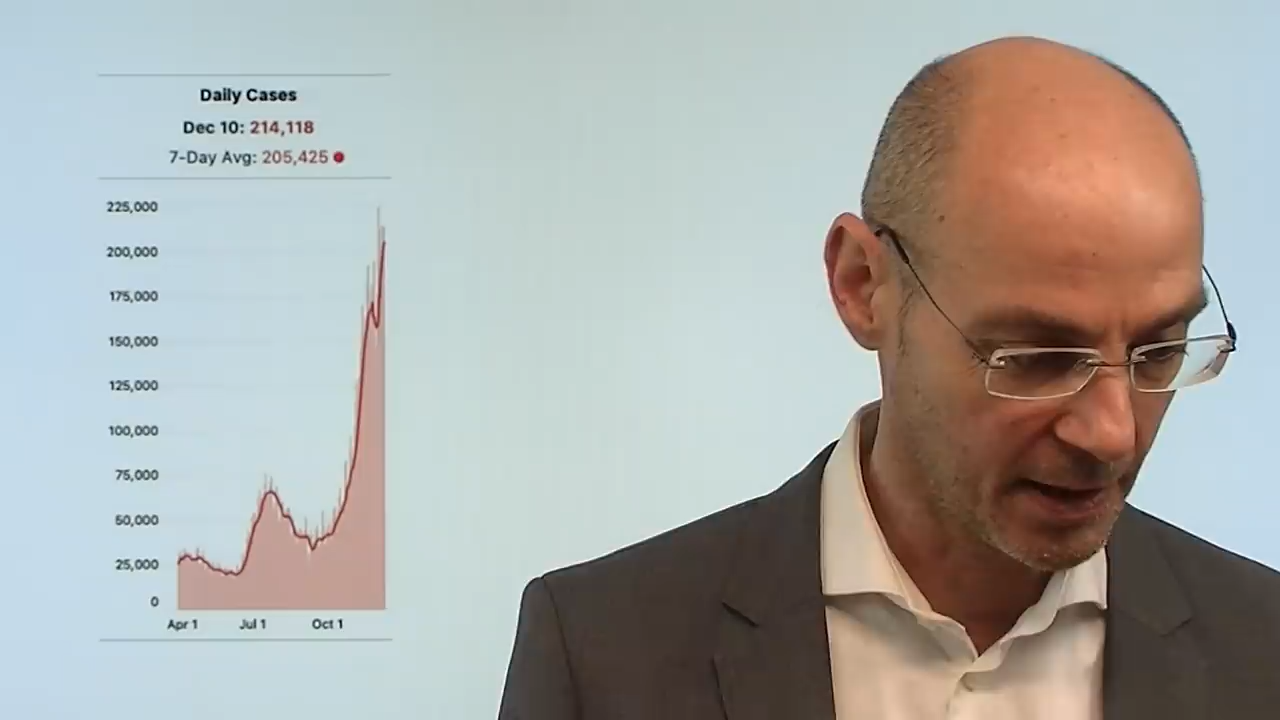 Daily Cases
Dec 10: 214,118
7-Day Avg: 205,425
225,000
200,000
175,000
150,000
125,000
100,000
75,000
50,000
25,000
0
Apr 1 Jul 1 Oct 1